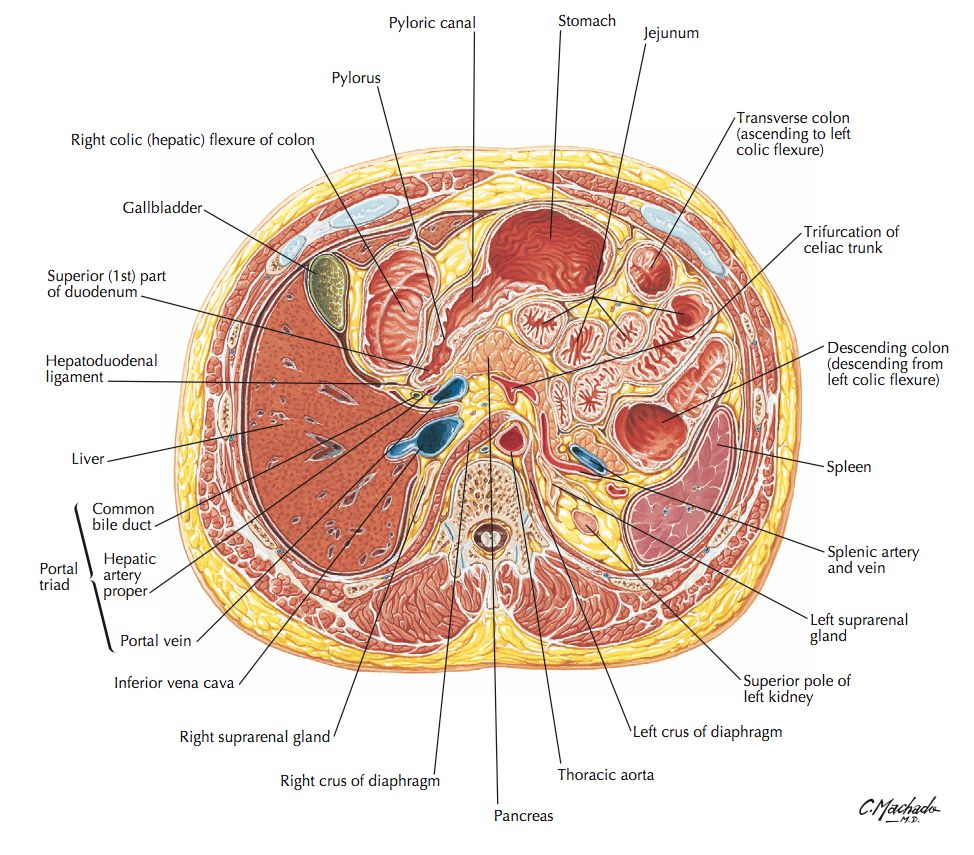 Pyloric canal
Stomach
Jejunum
Pylorus
Transverse colon
(ascending to left
colic flexure)
Right colic (hepatic) flexure of colon
Gallbladder
Trifurcation of
celiac trunk
Superior (1st) part
of duodenum
Hepatoduodenal
ligament
Descending colon
(descending from
left colic flexure)
Liver
Spleen
Common
bile duct
Portal
triad
Hepatic
artery
proper
Portal vein
Splenic artery
and vein
Left suprarenal
gland
Inferior vena cava
Superior pole of
left kidney
Right suprarenal gland
Left crus of diaphragm
Right crus of diaphragm
Thoracic aorta
Pancreas
C. Machado
M.D.